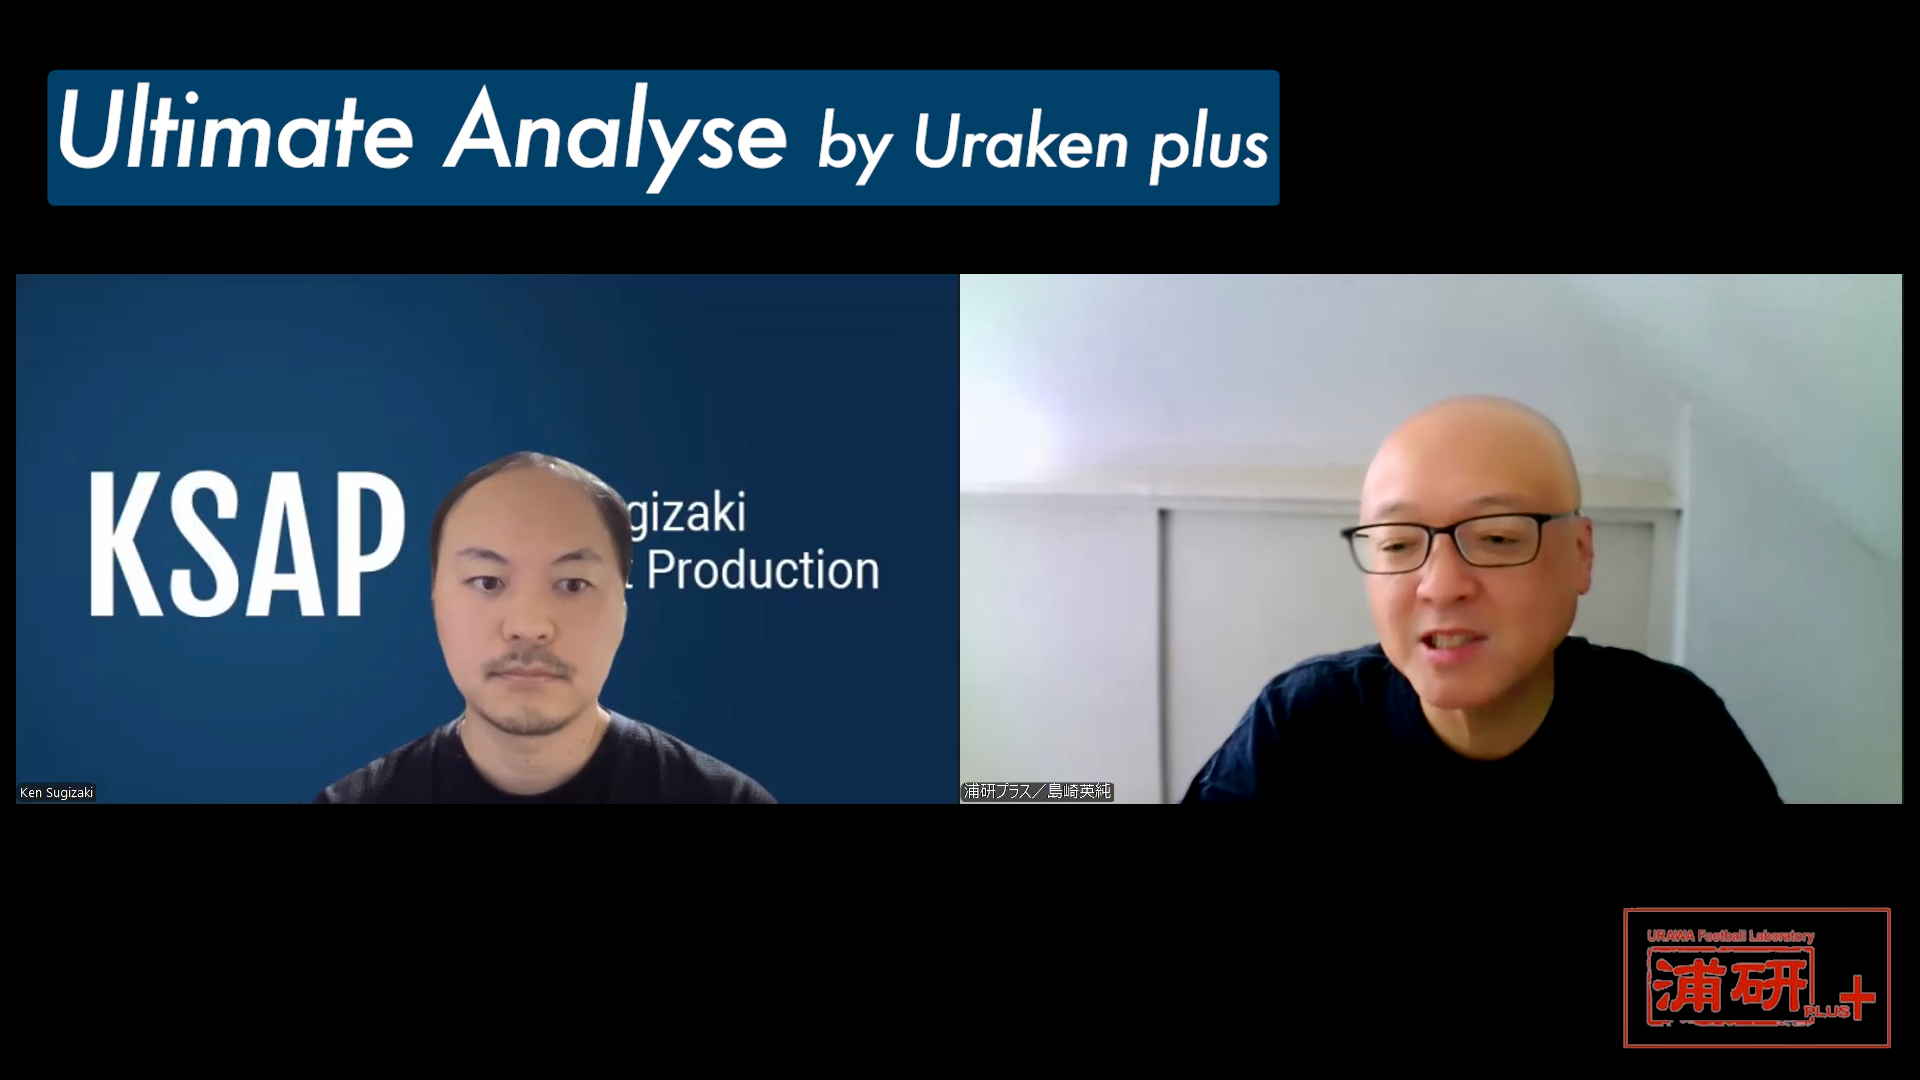 Ultimate Analyse by Uraken plus
KSAP
gizaki
t Production
Ken Sugizaki
浦研プラス／島崎英純
URAWA Football Laboratory
浦研
PLUS+